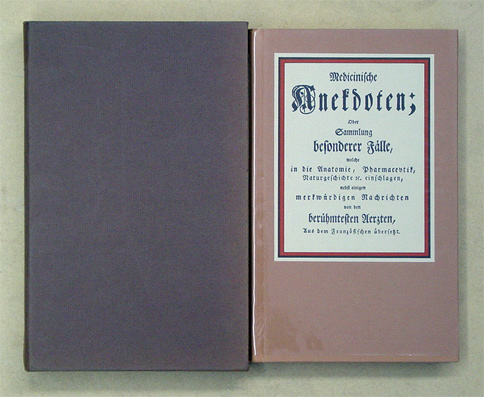 Medicinische
Anekdoten;
Oder
Sammlung
besonderer Fälle,
welche
in die Anatomie, Pharmacevtik,
Naturgeschichte ꝛc. einschlagen,
nebst einigen
merkwürdigen Nachrichten
von den
berühmtesten Aerzten,
Aus dem Französischen übersetzt.